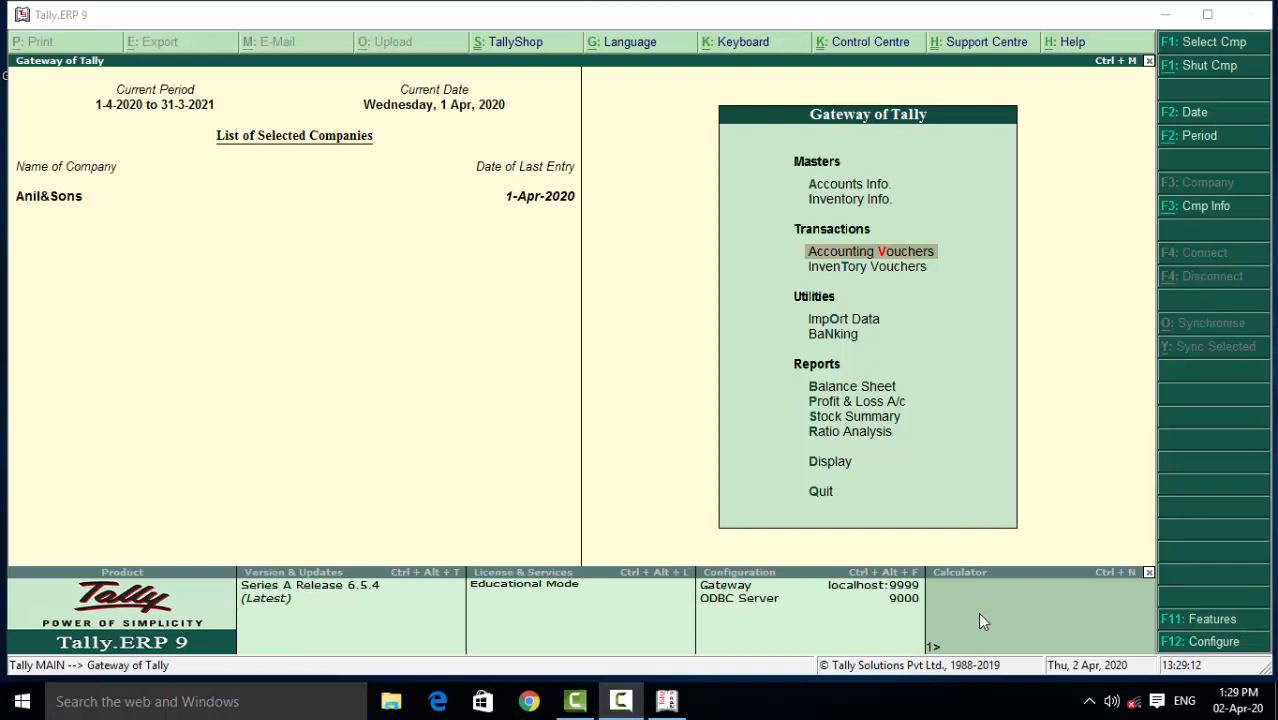 Tally.ERP 9
P: Print
E: Export
M: E-Mail
O: Upload
S: TallyShop
G: Language
K: Keyboard
K: Control Centre
H: Support Centre
H: Help
F1: Select Cmp
Gateway of Tally
Ctrl + M
F1: Shut Cmp
Current Period
Current Date
1-4-2020 to 31-3-2021
Wednesday, 1 Apr, 2020
List of Selected Companies
Name of Company
Date of Last Entry
Anil&Sons
1-Apr-2020
Gateway of Tally
Masters
Accounts Info.
Inventory Info.
Transactions
Accounting Vouchers
InvenTory Vouchers
Utilities
ImpOrt Data
BaNking
Reports
Balance Sheet
Profit & Loss A/c
Stock Summary
Ratio Analysis
Display
Quit
F2: Date
F2: Period
F3: Company
F3: Cmp Info
F4: Connect
F4: Disconnect
O: Synchronise
Y: Sync Selected
F11: Features
F12: Configure
Product
Tally
POWER OF SIMPLICITY
Tally.ERP 9
Version & Updates
Ctrl + Alt + T
Series A Release 6.5.4
(Latest)
License & Services
Ctrl + Alt + L
Educational Mode
Configuration
Ctrl + Alt + F
Gateway
localhost:9999
ODBC Server
9000
Calculator
Ctrl + N
1>
Tally MAIN --> Gateway of Tally
© Tally Solutions Pvt Ltd., 1988-2019
Thu, 2 Apr, 2020
13:29:12
Search the web and Windows
ENG
1:29 PM
02-Apr-20